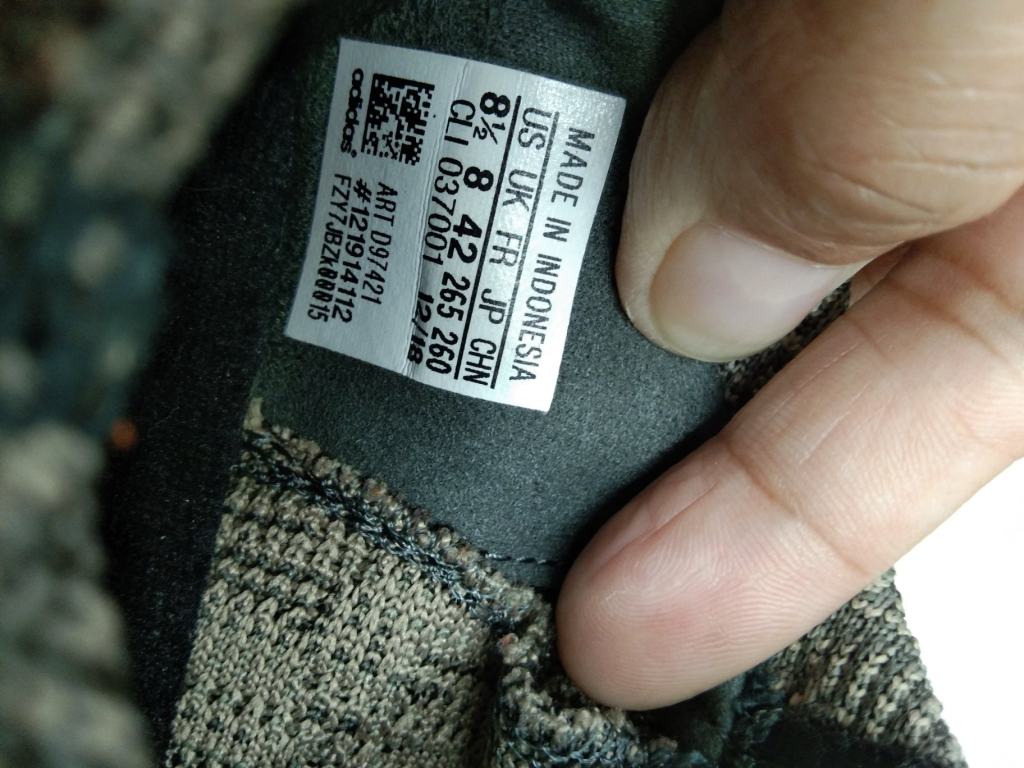 MADE IN INDONESIA
US UK FR JP CHN
8½ 8 42 265 260
CLI 037001 12/18
adidas®
ART D97421
#121914112
FZY7JBZK00015